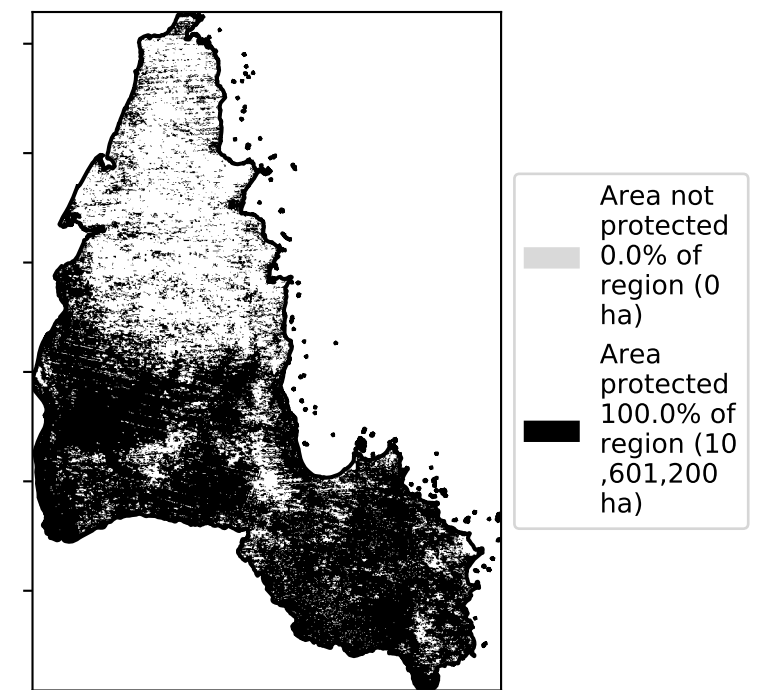 Area not
protected
0.0% of
region (0
ha)
Area
protected
100.0% of
region (10
,601,200
ha)